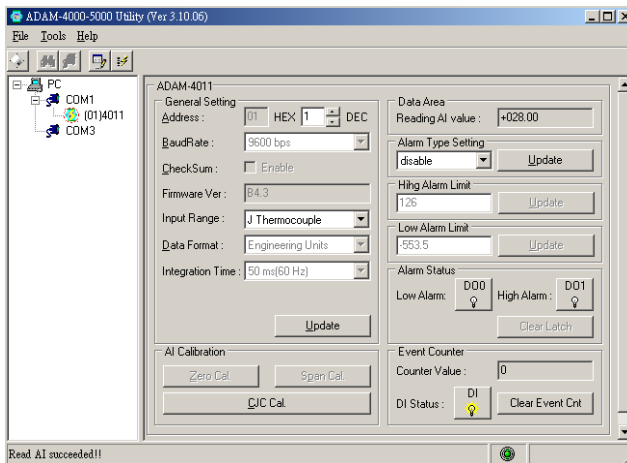 ADAM-4000-5000 Utility (Ver 3.10.06)
File Tools Help
PC
COM1
(01)4011
COM3
ADAM-4011
General Setting
Address : 01 HEX 1 DEC
BaudRate : 9600 bps
CheckSum : Enable
Firmware Ver : B4.3
Input Range : J Thermocouple
Data Format : Engineering Units
Integration Time : 50 ms(60 Hz)
Update
AI Calibration
Zero Cal.
Span Cal.
CJC Cal.
Data Area
Reading AI value : +028.00
Alarm Type Setting
disable
Update
Hihg Alarm Limit
126
Update
Low Alarm Limit
-553.5
Update
Alarm Status
Low Alarm: DO0 High Alarm : DO1
Clear Latch
Event Counter
Counter Value : 0
DI Status : DI Clear Event Cnt
Read AI succeeded!!